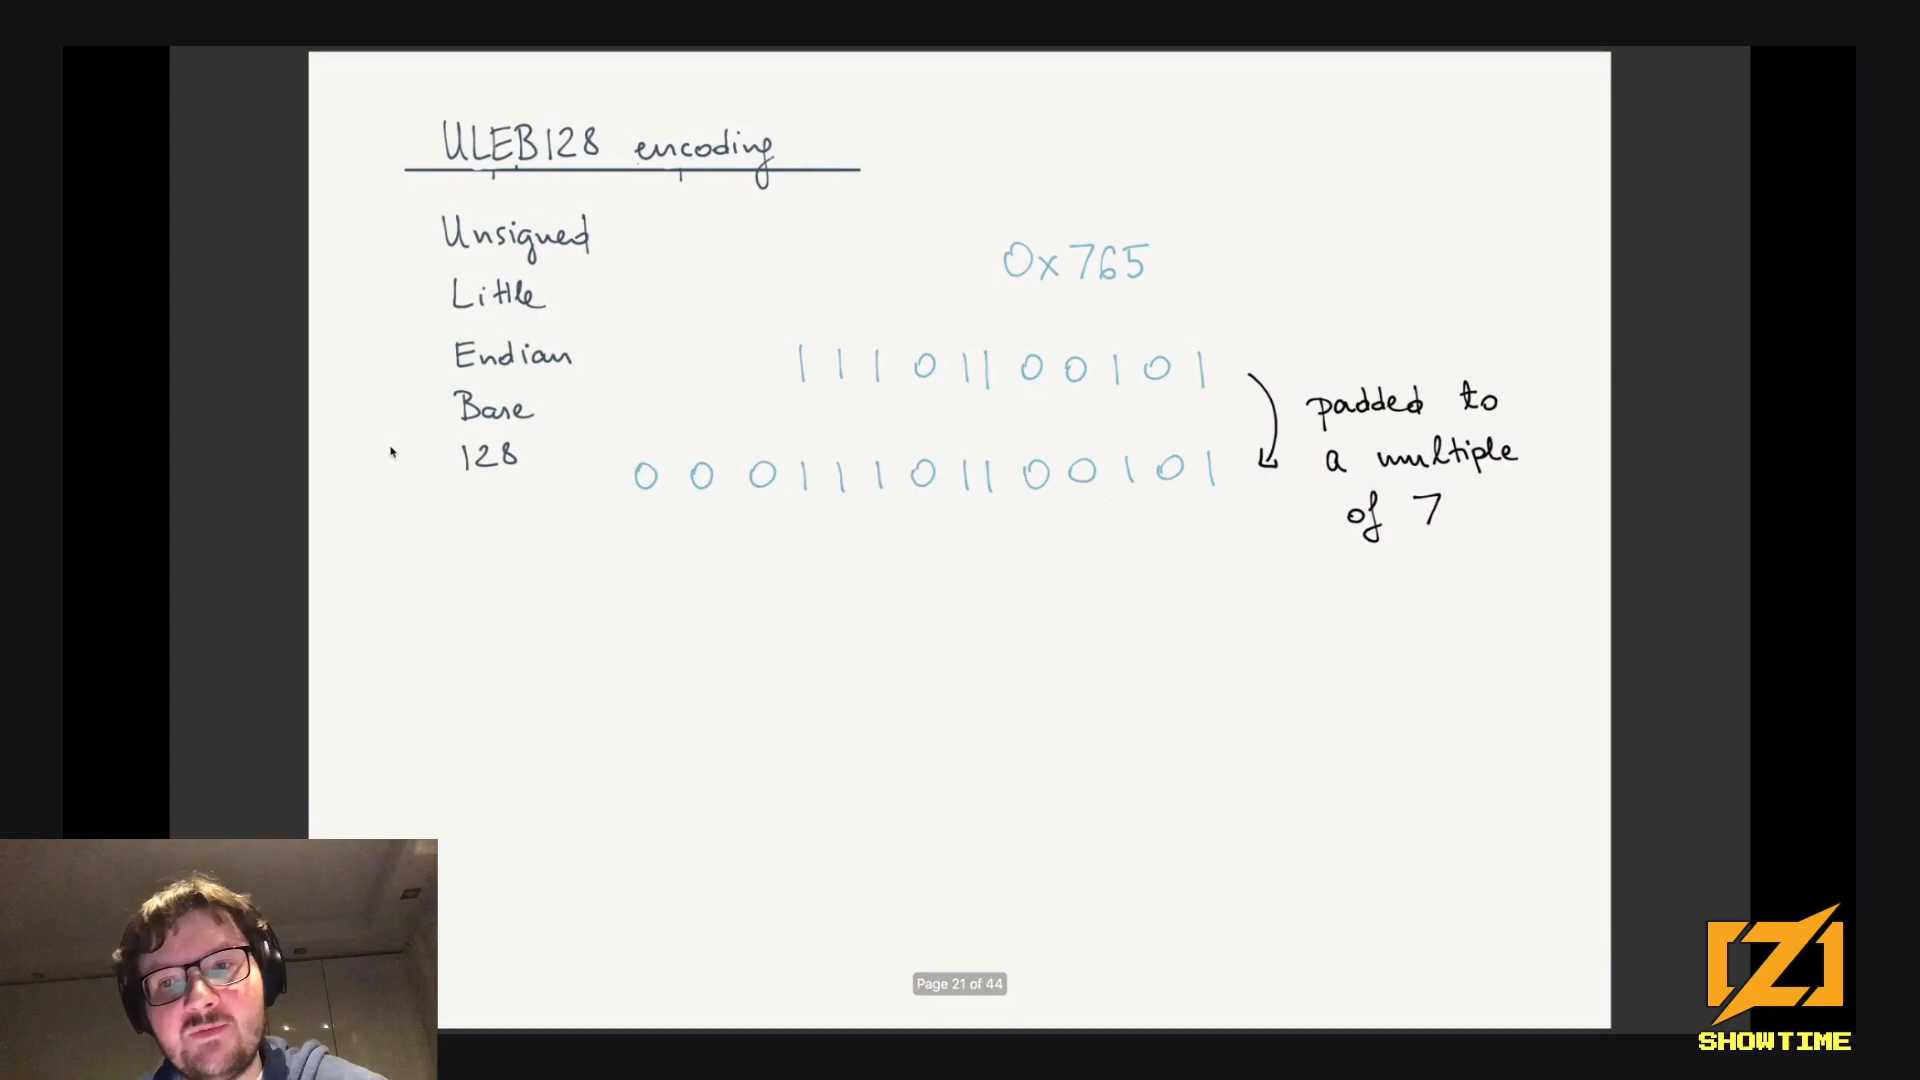 ULEB128 encoding
Unsigned
Little
Endian
Base
128
0x765
11101100101
00011101100101
padded to
a multiple
of 7
Page 21 of 44
SHOWTIME